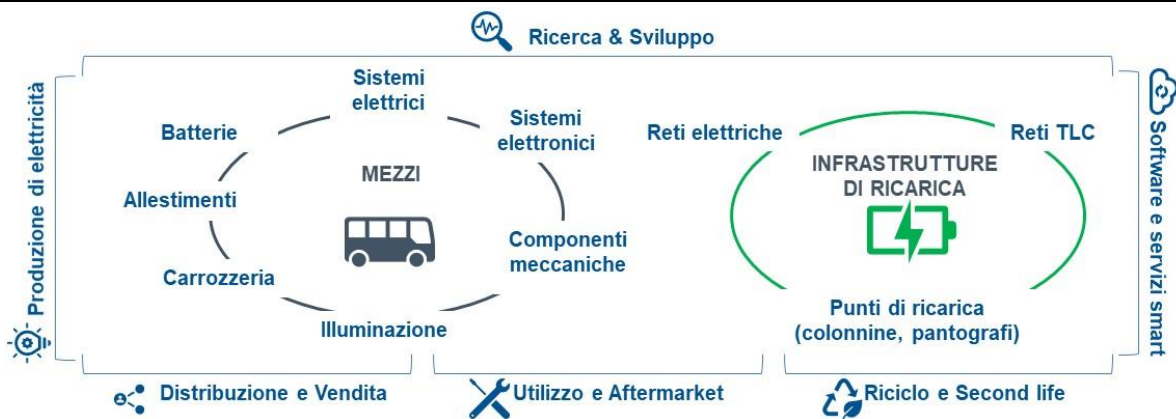 Ricerca & Sviluppo
Produzione di elettricità
Sistemi
elettrici
Batterie
Sistemi
elettronici
MEZZI
Allestimenti
Componenti
meccaniche
Carrozzeria
Illuminazione
Reti elettriche
Reti TLC
INFRASTRUTTURE
DI RICARICA
Punti di ricarica
(colonnine, pantografi)
Software e servizi smart
Distribuzione e Vendita
Utilizzo e Aftermarket
Riciclo e Second life